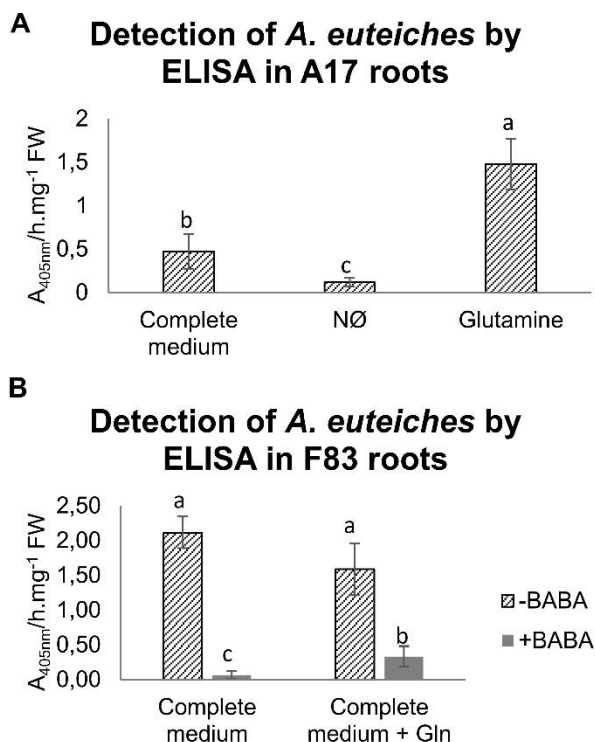 A
Detection of A. euteiches by
ELISA in A17 roots
A405nm/h.mg-1 FW
2
1,5
1
0,5
0
b
c
a
Complete
medium
NØ
Glutamine
B
Detection of A. euteiches by
ELISA in F83 roots
A405nm/h.mg-1 FW
2,50
2,00
1,50
1,00
0,50
0,00
a
c
a
b
Complete
medium
Complete
medium + Gln
-BABA
+BABA